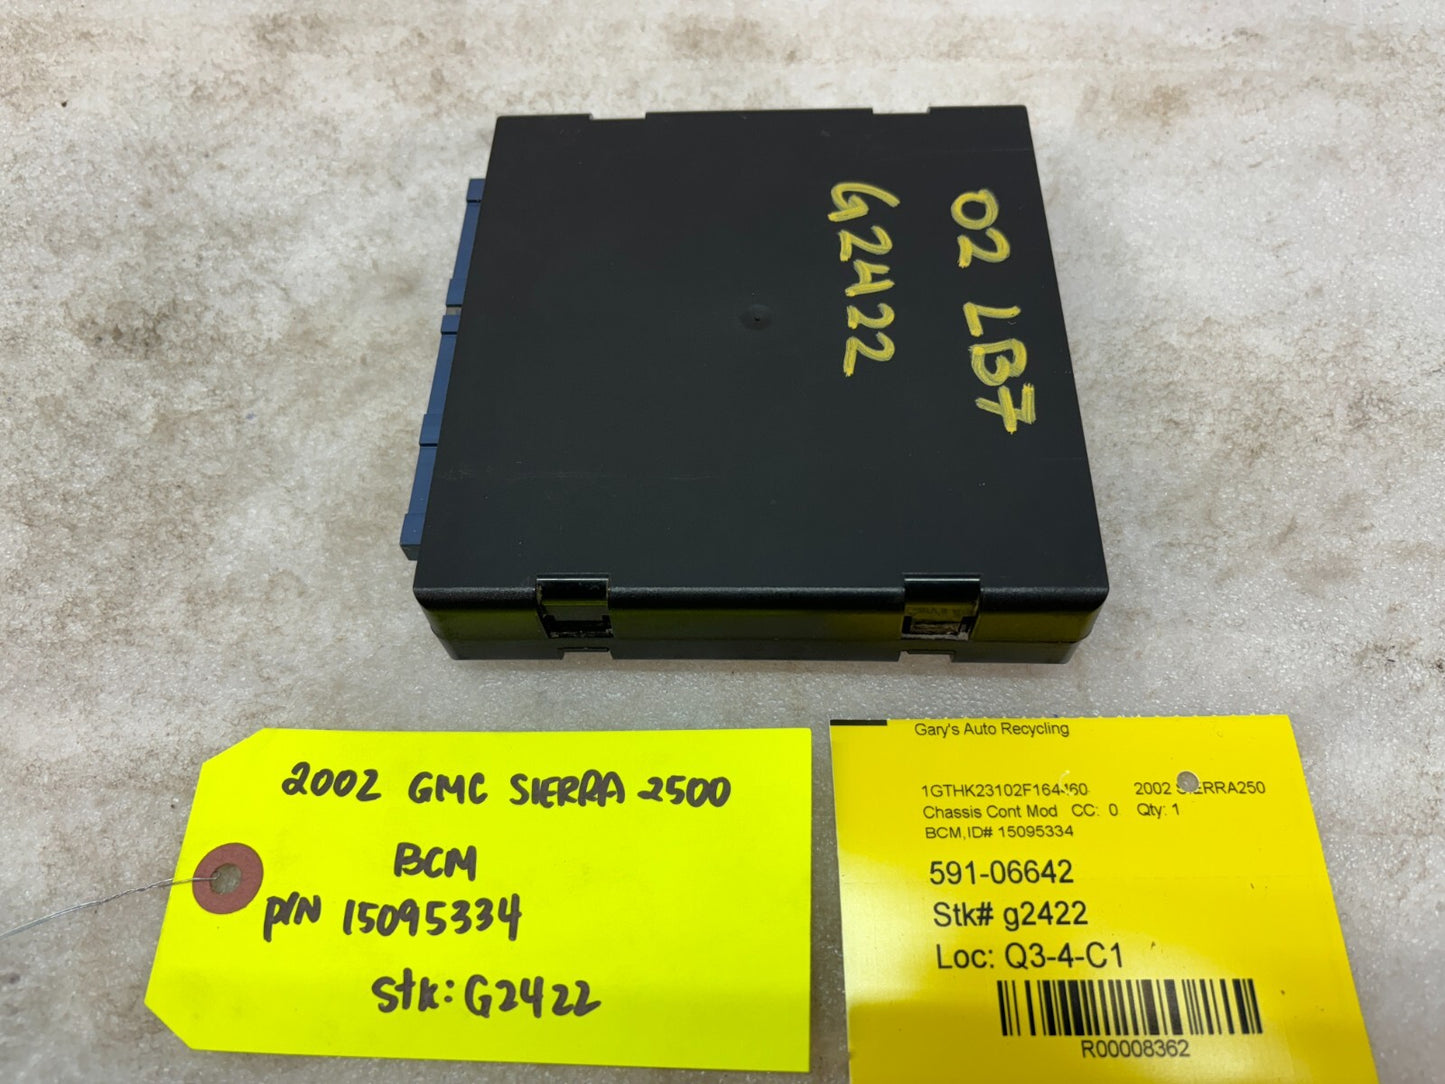 02 LB7
G2422
2002 GMC SIERRA 2500
BCM
P/N 15095334
Stk: G2422
Gary's Auto Recycling
2002
Chassis Cont Mod CC: 0 Qty: 1
BCM,ID# 15095334
591-06642
Stk# g2422
Loc: Q3-4-C1
R00008362